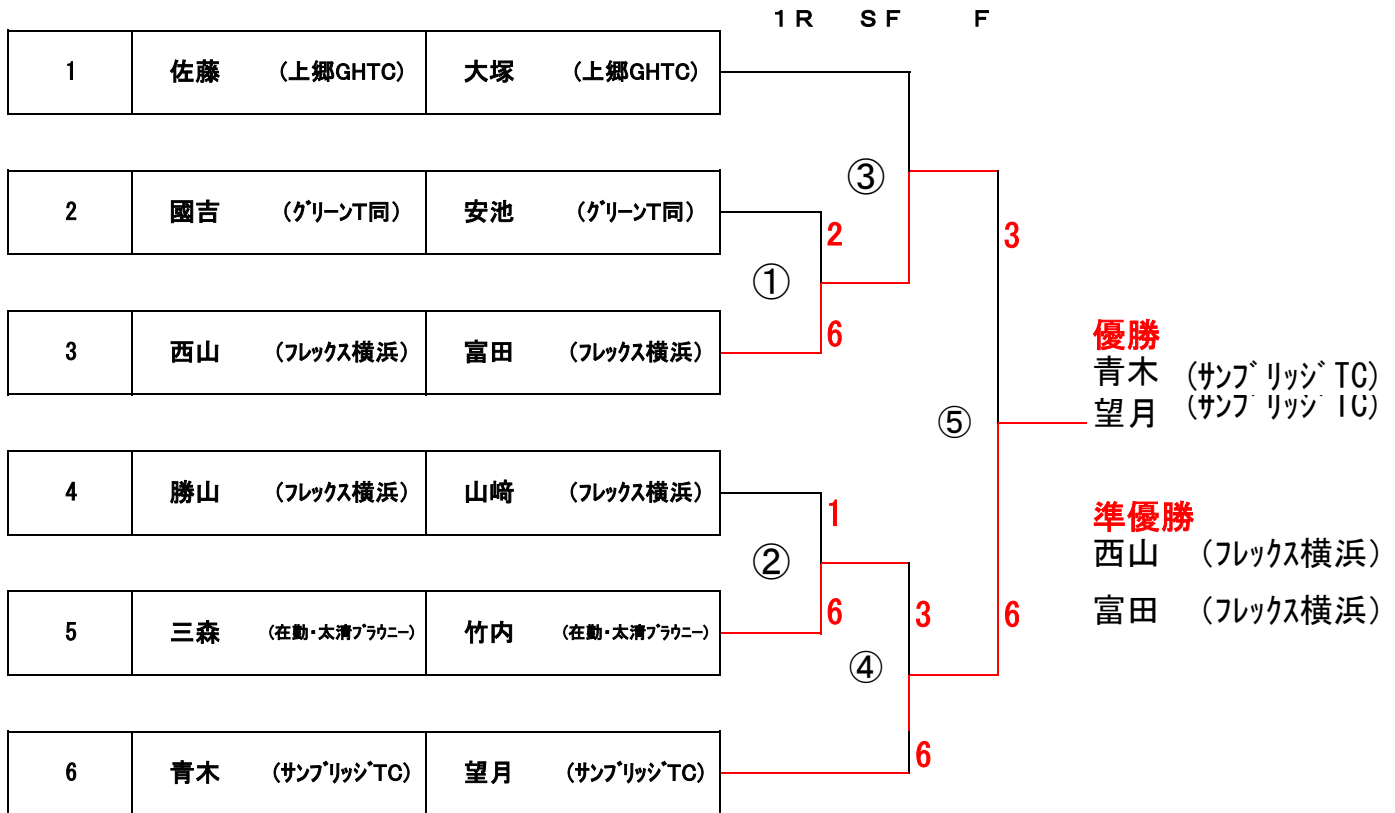 1R SF F
1 佐藤 (上郷GHTC) 大塚 (上郷GHTC)
③
2 國吉 (グリーンT同) 安池 (グリーンT同)
2
3
①
6
3 西山 (フレックス横浜) 富田 (フレックス横浜)
優勝
青木 (サンブリッジTC)
望月 (サンブリッジTC)
⑤
4 勝山 (フレックス横浜) 山﨑 (フレックス横浜)
1
準優勝
西山 (フレックス横浜)
②
6
3
6
富田 (フレックス横浜)
5 三森 (在勤・太清ブラウニー) 竹内 (在勤・太清ブラウニー)
④
6
6 青木 (サンブリッジTC) 望月 (サンブリッジTC)